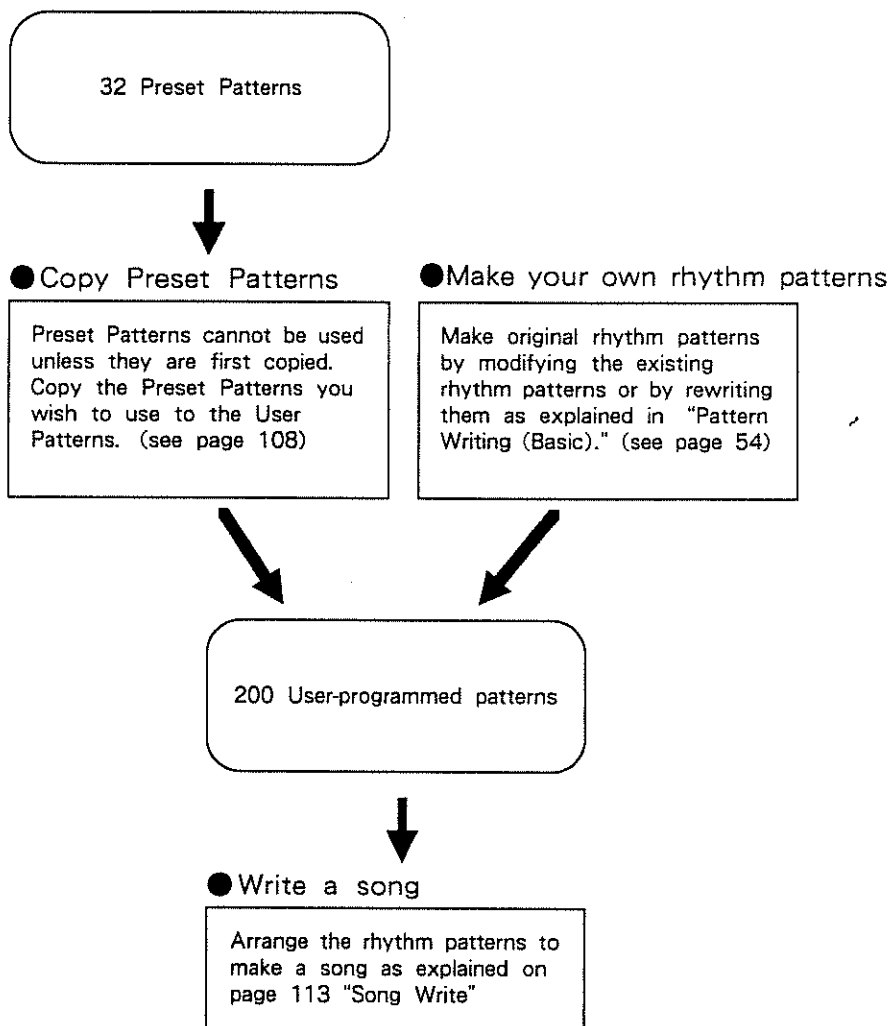 32 Preset Patterns
●Copy Preset Patterns
Preset Patterns cannot be used
unless they are first copied.
Copy the Preset Patterns you
wish to use to the User
Patterns. (see page 108)
●Make your own rhythm patterns
Make original rhythm patterns
by modifying the existing
rhythm patterns or by rewriting
them as explained in "Pattern
Writing (Basic)." (see page 54)
200 User-programmed patterns
●Write a song
Arrange the rhythm patterns to
make a song as explained on
page 113 "Song Write"